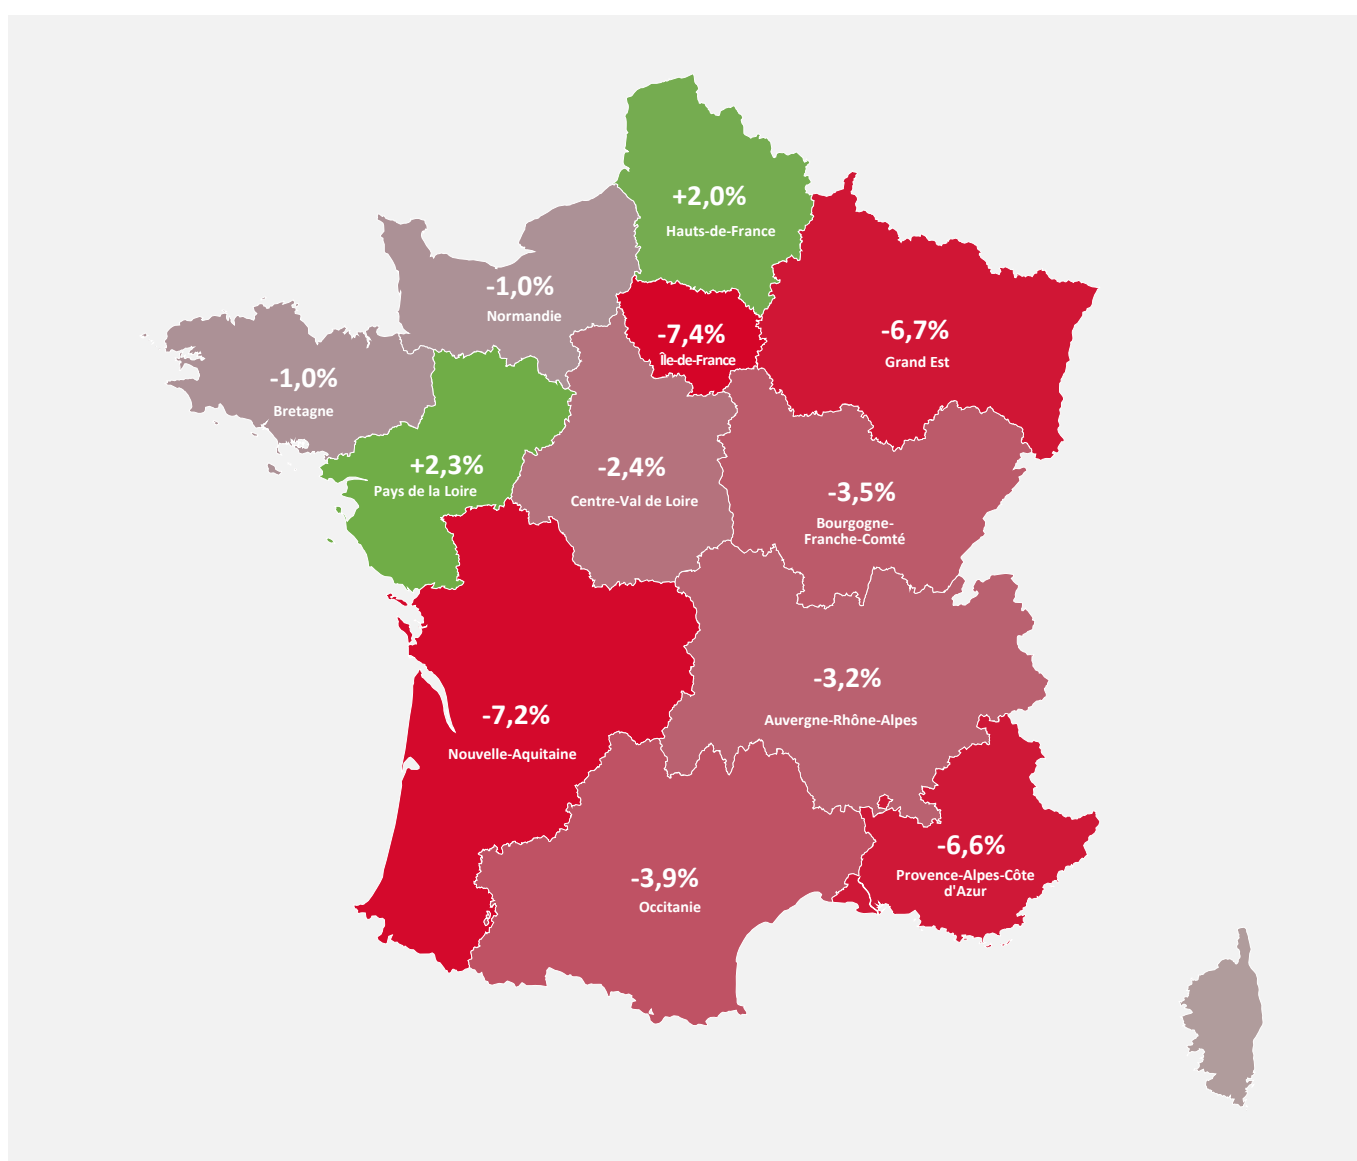 +2,0%
Hauts-de-France
-1,0%
Normandie
-7,4%
Île-de-France
-6,7%
Grand Est
-1,0%
Bretagne
+2,3%
Pays de la Loire
-2,4%
Centre-Val de Loire
-3,5%
Bourgogne-
Franche-Comté
-3,2%
Auvergne-Rhône-Alpes
-7,2%
Nouvelle-Aquitaine
-6,6%
Provence-Alpes-Côte
d'Azur
-3,9%
Occitanie